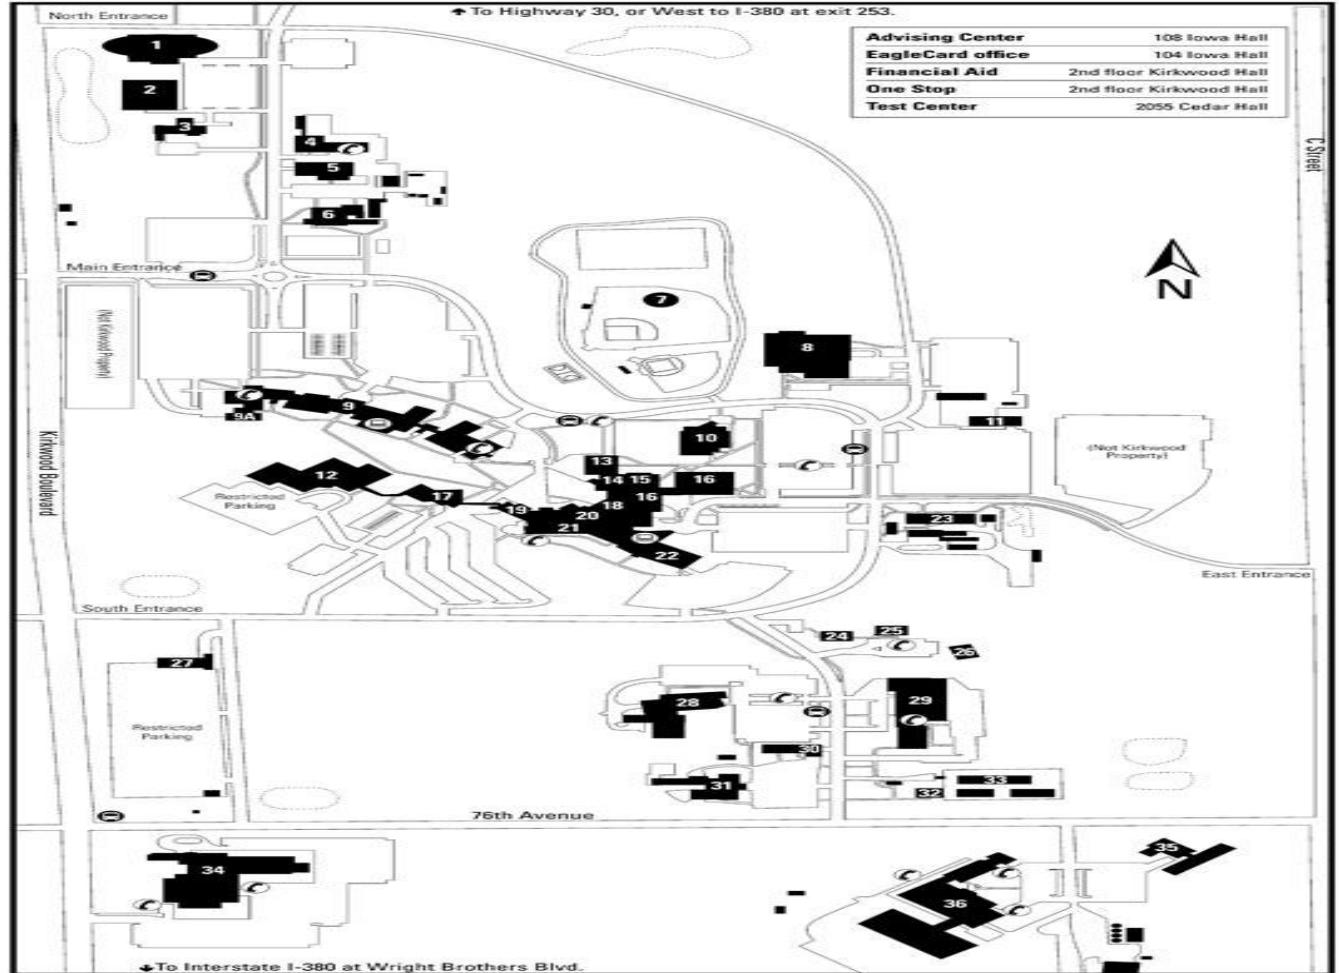 North Entrance
To Highway 30, or West to I-380 at exit 253.
Advising Center 108 Iowa Hall
EagleCard office 104 Iowa Hall
Financial Aid 2nd floor Kirkwood Hall
One Stop 2nd floor Kirkwood Hall
Test Center 2055 Cedar Hall
C Street
1
2
3
4
5
6
Main Entrance
N
7
(Not Kirkwood Property)
8
9
9A
10
11
(Not Kirkwood
Property)
Kirkwood Boulevard
12
13
14
15
16
16
17
18
19
20
21
22
23
Restricted
Parking
East Entrance
South Entrance
24
25
26
27
28
29
Restricted
Parking
30
31
32
33
76th Avenue
34
35
36
To Interstate I-380 at Wright Brothers Blvd.